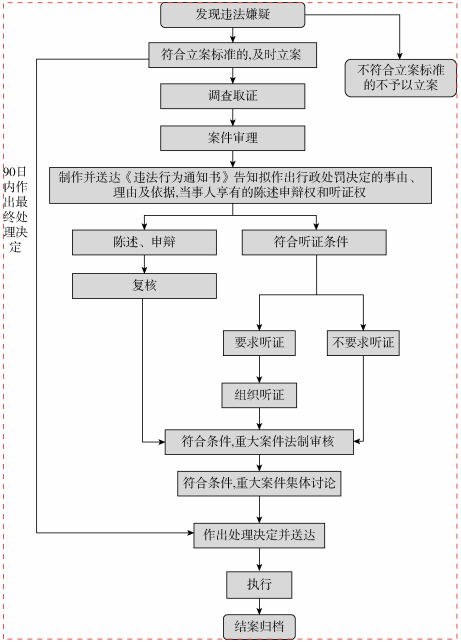 发现违法嫌疑
符合立案标准的,及时立案
不符合立案标准
的不予以立案
调查取证
案件审理
制作并送达《违法行为通知书》告知拟作出行政处罚决定的事由、
理由及依据,当事人享有的陈述申辩权和听证权
90日
内作
出最
终处
理决
定
陈述、申辩
符合听证条件
复核
要求听证
不要求听证
组织听证
符合条件,重大案件法制审核
符合条件,重大案件集体讨论
作出处理决定并送达
执行
结案归档